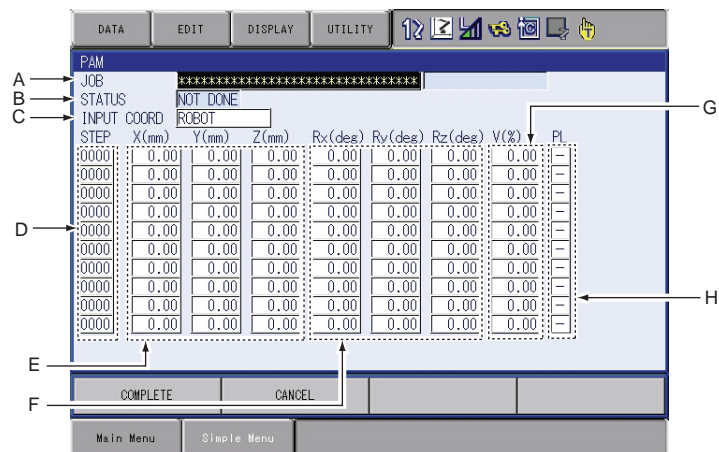 DATA EDIT DISPLAY UTILITY
PAM
A JOB ********************************
B STATUS NOT DONE
C INPUT COORD ROBOT
G
STEP X(mm) Y(mm) Z(mm) Rx(deg) Ry(deg) Rz(deg) V(%) PL
0000 0.00 0.00 0.00 0.00 0.00 0.00 0.00 -
0000 0.00 0.00 0.00 0.00 0.00 0.00 0.00 -
0000 0.00 0.00 0.00 0.00 0.00 0.00 0.00 -
0000 0.00 0.00 0.00 0.00 0.00 0.00 0.00 -
D 0000 0.00 0.00 0.00 0.00 0.00 0.00 0.00 -
0000 0.00 0.00 0.00 0.00 0.00 0.00 0.00 -
0000 0.00 0.00 0.00 0.00 0.00 0.00 0.00 -
0000 0.00 0.00 0.00 0.00 0.00 0.00 0.00 -
H
0000 0.00 0.00 0.00 0.00 0.00 0.00 0.00 -
0000 0.00 0.00 0.00 0.00 0.00 0.00 0.00 -
E
F
COMPLETE CANCEL
Main Menu Simple Menu